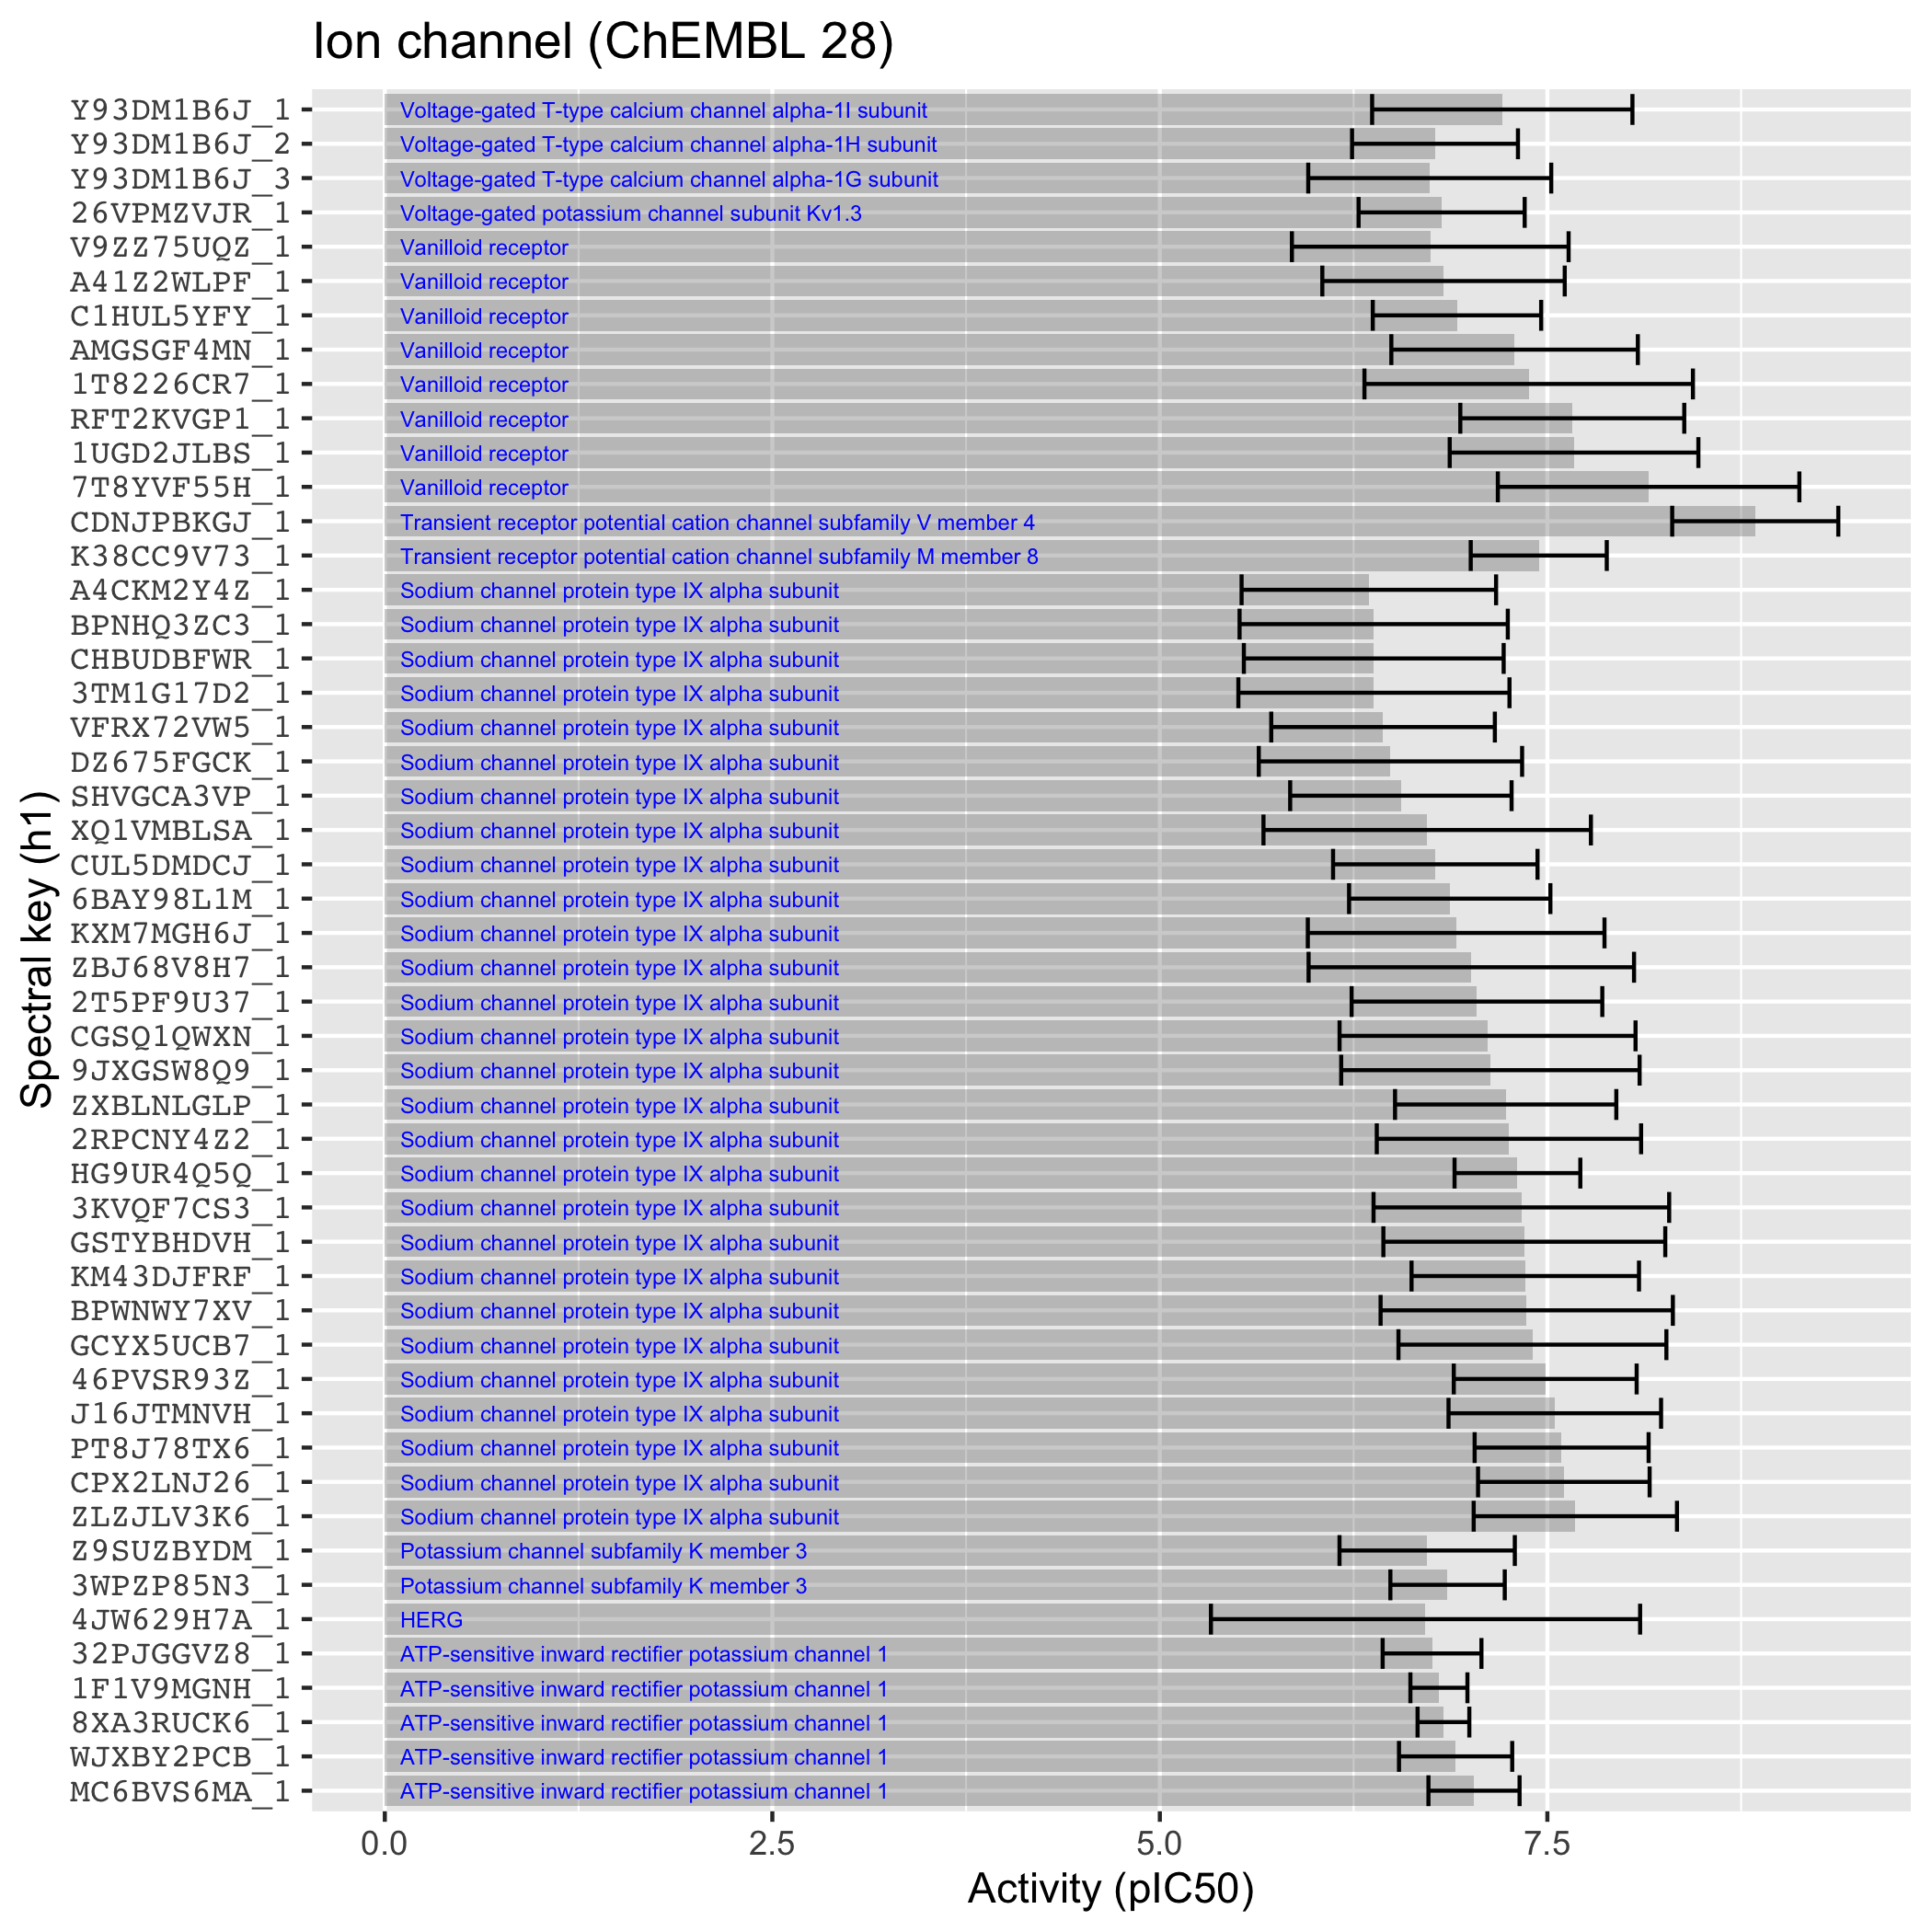 Ion channel (ChEMBL 28)
Y93DM1B6J_1 Voltage-gated T-type calcium channel alpha-1I subunit
Y93DM1B6J_2 Voltage-gated T-type calcium channel alpha-1H subunit
Y93DM1B6J_3 Voltage-gated T-type calcium channel alpha-1G subunit
26VPMZVJR_1 Voltage-gated potassium channel subunit Kv1.3
V9ZZ75UQZ_1 Vanilloid receptor
A41Z2WLPF_1 Vanilloid receptor
C1HUL5YFY_1 Vanilloid receptor
AMGSGF4MN_1 Vanilloid receptor
1T8226CR7_1 Vanilloid receptor
RFT2KVGP1_1 Vanilloid receptor
1UGD2JLBS_1 Vanilloid receptor
7T8YVF55H_1 Vanilloid receptor
CDNJPBKGJ_1 Transient receptor potential cation channel subfamily V member 4
K38CC9V73_1 Transient receptor potential cation channel subfamily M member 8
A4CKM2Y4Z_1 Sodium channel protein type IX alpha subunit
BPNHQ3ZC3_1 Sodium channel protein type IX alpha subunit
CHBUDBFWR_1 Sodium channel protein type IX alpha subunit
3TM1G17D2_1 Sodium channel protein type IX alpha subunit
VFRX72VW5_1 Sodium channel protein type IX alpha subunit
DZ675FGCK_1 Sodium channel protein type IX alpha subunit
SHVGCA3VP_1 Sodium channel protein type IX alpha subunit
XQ1VMBLSA_1 Sodium channel protein type IX alpha subunit
CUL5DMDCJ_1 Sodium channel protein type IX alpha subunit
6BAY98L1M_1 Sodium channel protein type IX alpha subunit
KXM7MGH6J_1 Sodium channel protein type IX alpha subunit
ZBJ68V8H7_1 Sodium channel protein type IX alpha subunit
2T5PF9U37_1 Sodium channel protein type IX alpha subunit
CGSQ1QWXN_1 Sodium channel protein type IX alpha subunit
9JXGSW8Q9_1 Sodium channel protein type IX alpha subunit
ZXBLNLGLP_1 Sodium channel protein type IX alpha subunit
2RPCNY4Z2_1 Sodium channel protein type IX alpha subunit
HG9UR4Q5Q_1 Sodium channel protein type IX alpha subunit
3KVQF7CS3_1 Sodium channel protein type IX alpha subunit
GSTYBHDVH_1 Sodium channel protein type IX alpha subunit
KM43DJFRF_1 Sodium channel protein type IX alpha subunit
BPWNWY7XV_1 Sodium channel protein type IX alpha subunit
GCYX5UCB7_1 Sodium channel protein type IX alpha subunit
46PVSR93Z_1 Sodium channel protein type IX alpha subunit
J16JTMNVH_1 Sodium channel protein type IX alpha subunit
PT8J78TX6_1 Sodium channel protein type IX alpha subunit
CPX2LNJ26_1 Sodium channel protein type IX alpha subunit
ZLZJLV3K6_1 Sodium channel protein type IX alpha subunit
Z9SUZBYDM_1 Potassium channel subfamily K member 3
3WPZP85N3_1 Potassium channel subfamily K member 3
4JW629H7A_1 HERG
32PJGGVZ8_1 ATP-sensitive inward rectifier potassium channel 1
1F1V9MGNH_1 ATP-sensitive inward rectifier potassium channel 1
8XA3RUCK6_1 ATP-sensitive inward rectifier potassium channel 1
WJXBY2PCB_1 ATP-sensitive inward rectifier potassium channel 1
MC6BVS6MA_1 ATP-sensitive inward rectifier potassium channel 1
Spectral key (h1)
0.0 2.5 5.0 7.5
Activity (pIC50)